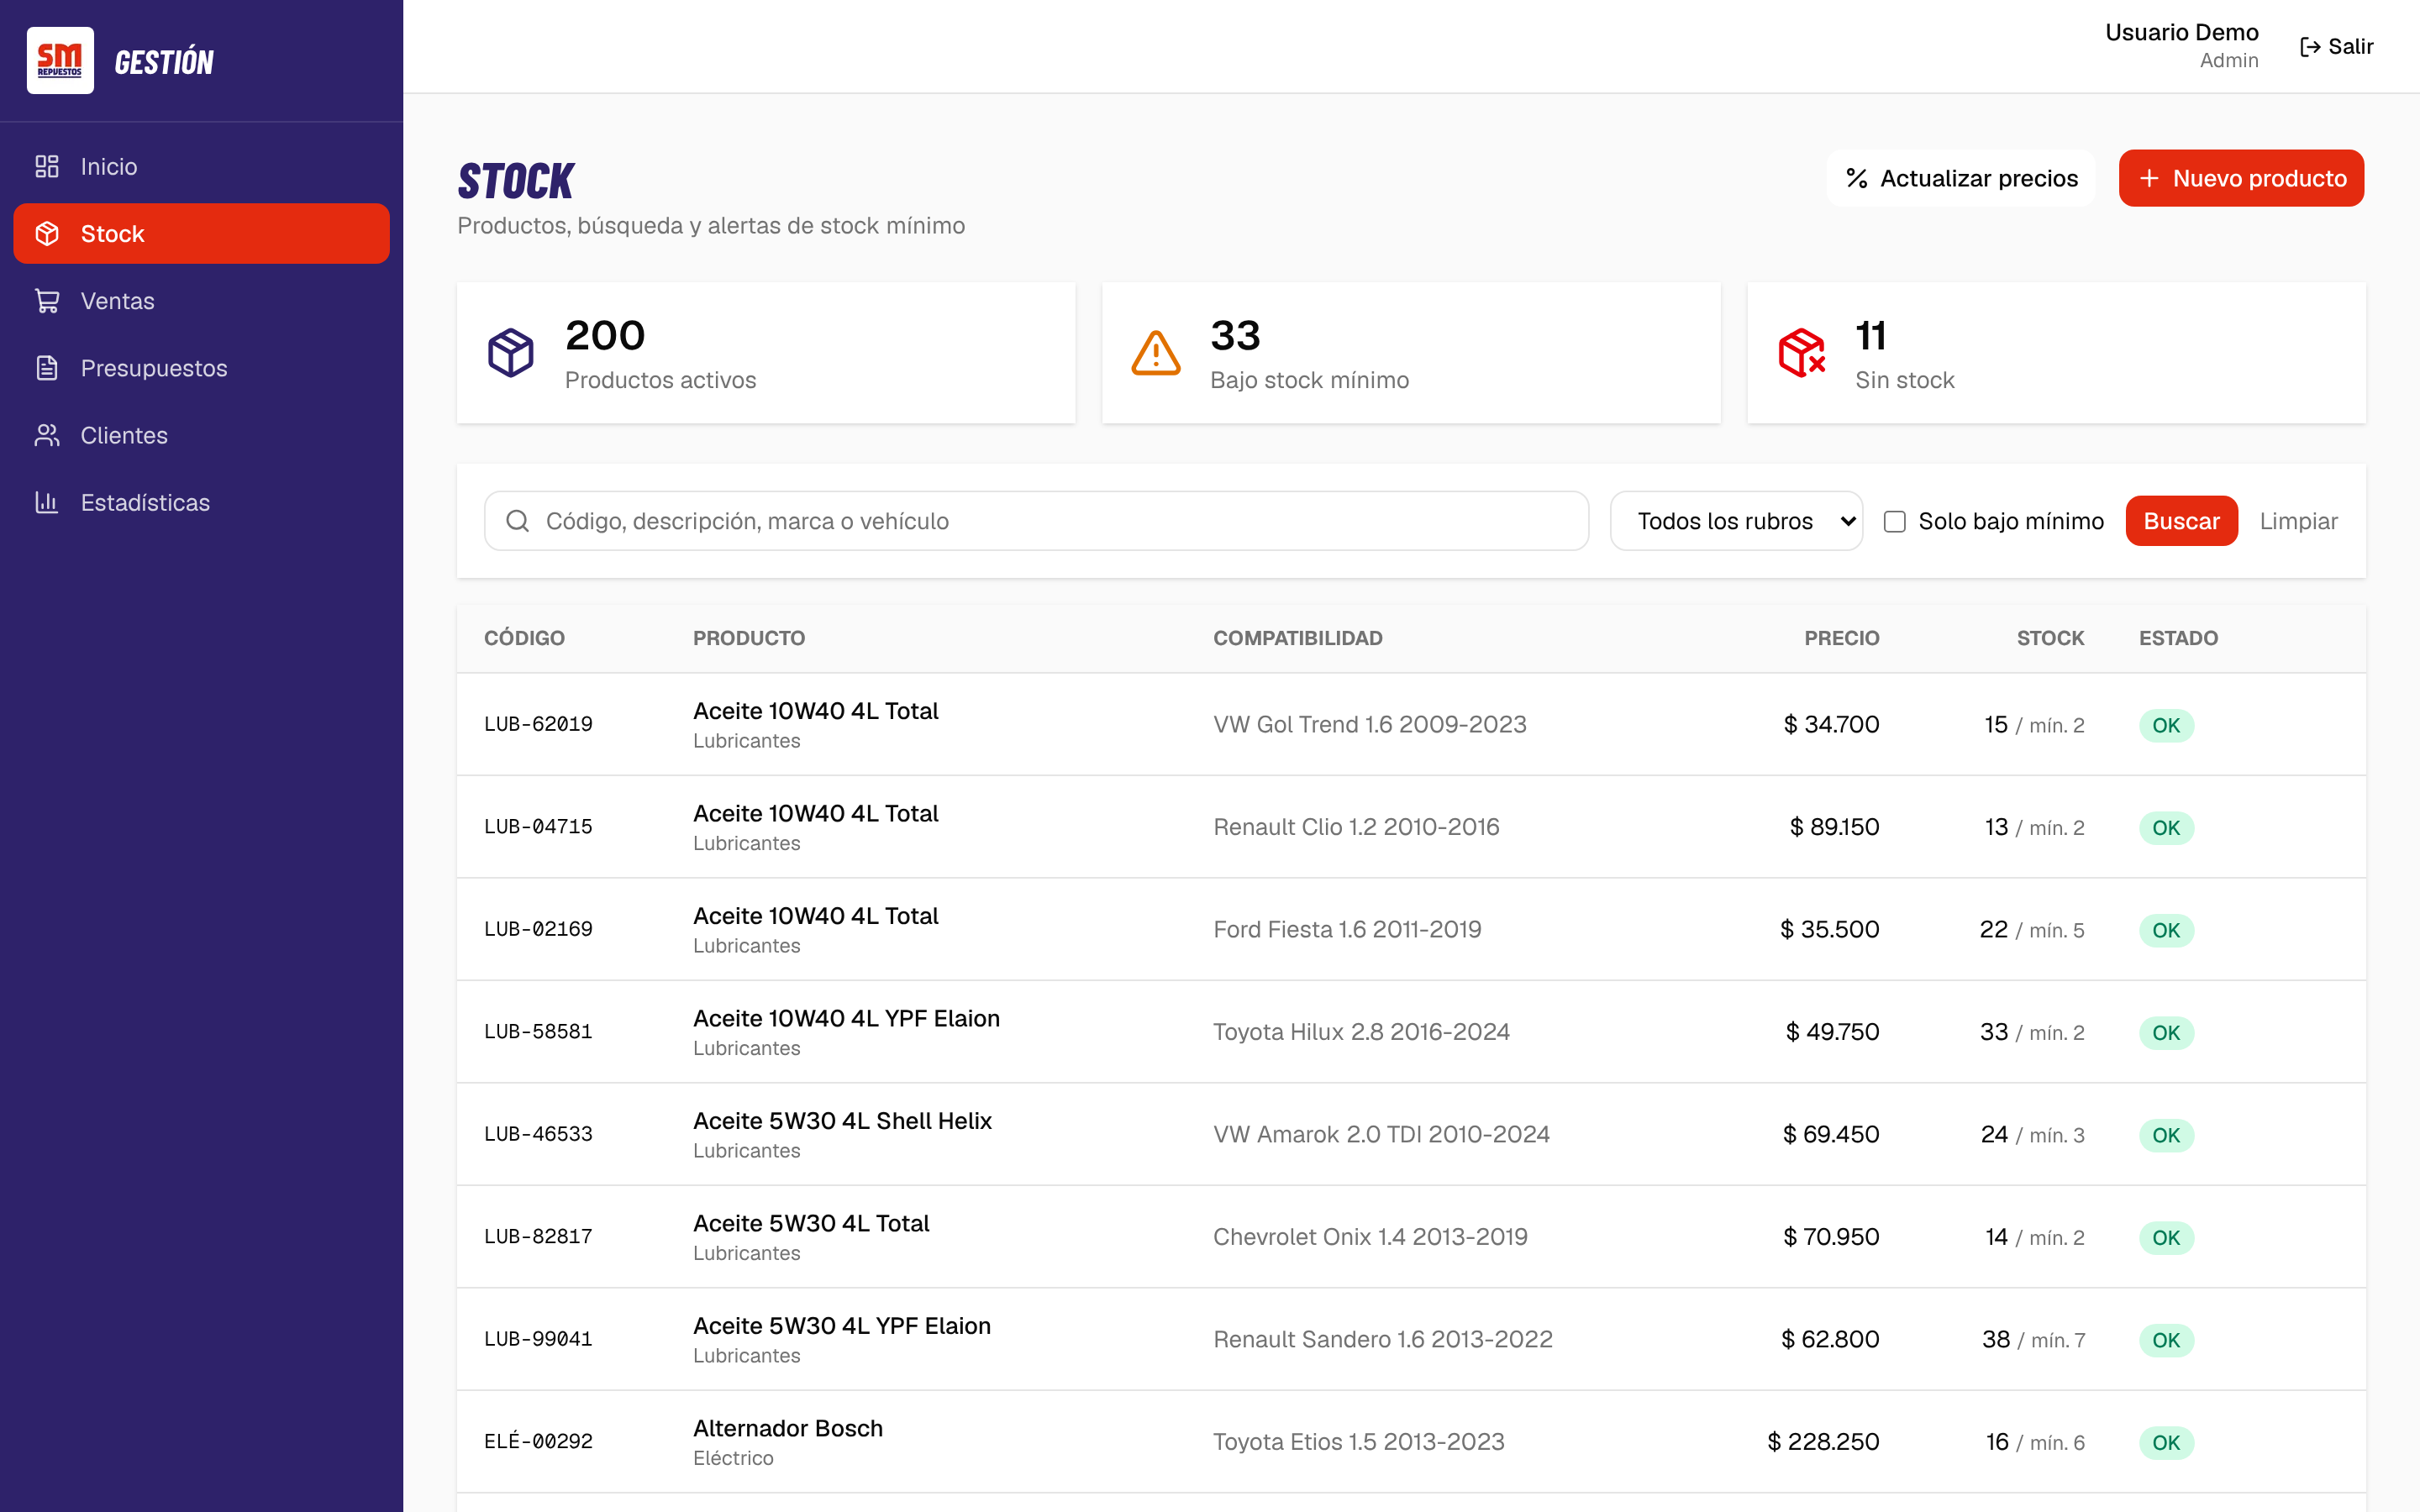 SM
REPUESTOS
GESTIÓN
Usuario Demo
Admin
Salir
Inicio
Stock
Ventas
Presupuestos
Clientes
Estadísticas
STOCK
Productos, búsqueda y alertas de stock mínimo
% Actualizar precios
+ Nuevo producto
200
Productos activos
33
Bajo stock mínimo
11
Sin stock
Código, descripción, marca o vehículo
Todos los rubros
Solo bajo mínimo
Buscar
Limpiar
CÓDIGO PRODUCTO COMPATIBILIDAD PRECIO STOCK ESTADO
LUB-62019 Aceite 10W40 4L Total VW Gol Trend 1.6 2009-2023 $ 34.700 15 / mín. 2 OK
Lubricantes
LUB-04715 Aceite 10W40 4L Total Renault Clio 1.2 2010-2016 $ 89.150 13 / mín. 2 OK
Lubricantes
LUB-02169 Aceite 10W40 4L Total Ford Fiesta 1.6 2011-2019 $ 35.500 22 / mín. 5 OK
Lubricantes
LUB-58581 Aceite 10W40 4L YPF Elaion Toyota Hilux 2.8 2016-2024 $ 49.750 33 / mín. 2 OK
Lubricantes
LUB-46533 Aceite 5W30 4L Shell Helix VW Amarok 2.0 TDI 2010-2024 $ 69.450 24 / mín. 3 OK
Lubricantes
LUB-82817 Aceite 5W30 4L Total Chevrolet Onix 1.4 2013-2019 $ 70.950 14 / mín. 2 OK
Lubricantes
LUB-99041 Aceite 5W30 4L YPF Elaion Renault Sandero 1.6 2013-2022 $ 62.800 38 / mín. 7 OK
Lubricantes
ELÉ-00292 Alternador Bosch Toyota Etios 1.5 2013-2023 $ 228.250 16 / mín. 6 OK
Eléctrico